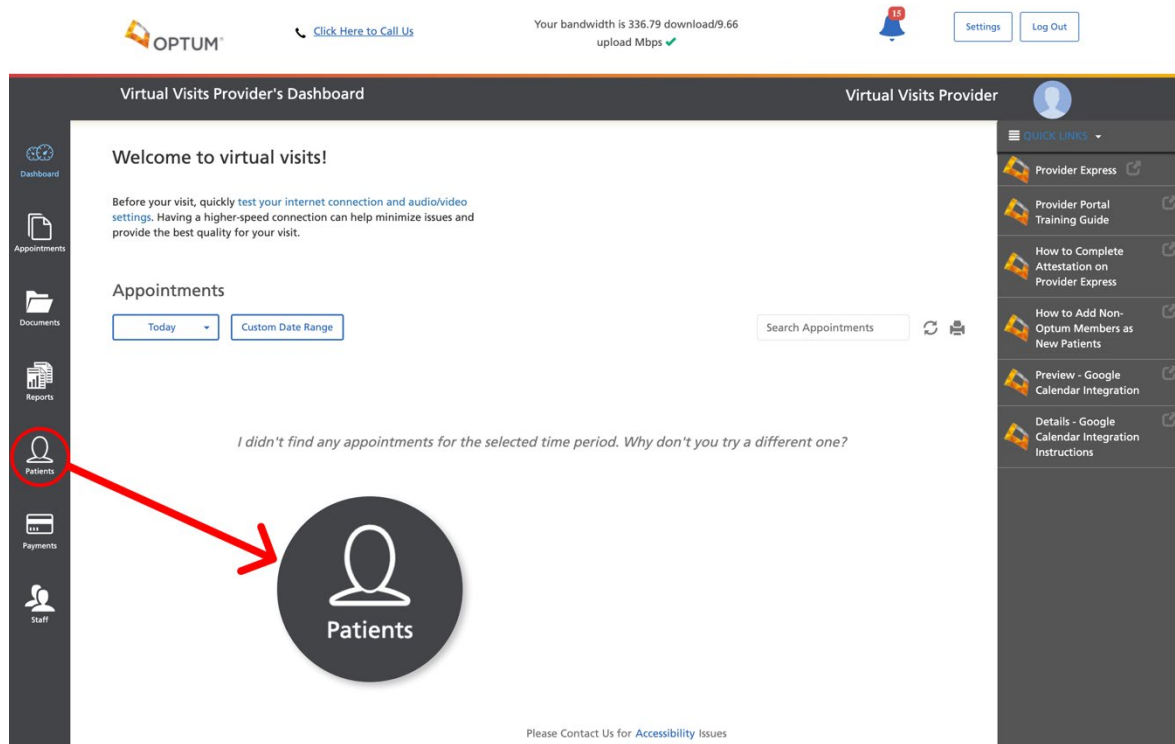 OPTUM®
Click Here to Call Us
Your bandwidth is 336.79 download/9.66
upload Mbps
15
Settings
Log Out
Virtual Visits Provider's Dashboard
Virtual Visits Provider
Dashboard
Appointments
Documents
Reports
Patients
Payments
Staff
Welcome to virtual visits!
Before your visit, quickly test your internet connection and audio/video
settings. Having a higher-speed connection can help minimize issues and
provide the best quality for your visit.
Appointments
Today
Custom Date Range
Search Appointments
I didn't find any appointments for the selected time period. Why don't you try a different one?
Patients
Please Contact Us for Accessibility Issues
QUICK LINKS
Provider Express
Provider Portal
Training Guide
How to Complete
Attestation on
Provider Express
How to Add Non-
Optum Members as
New Patients
Preview - Google
Calendar Integration
Details - Google
Calendar Integration
Instructions